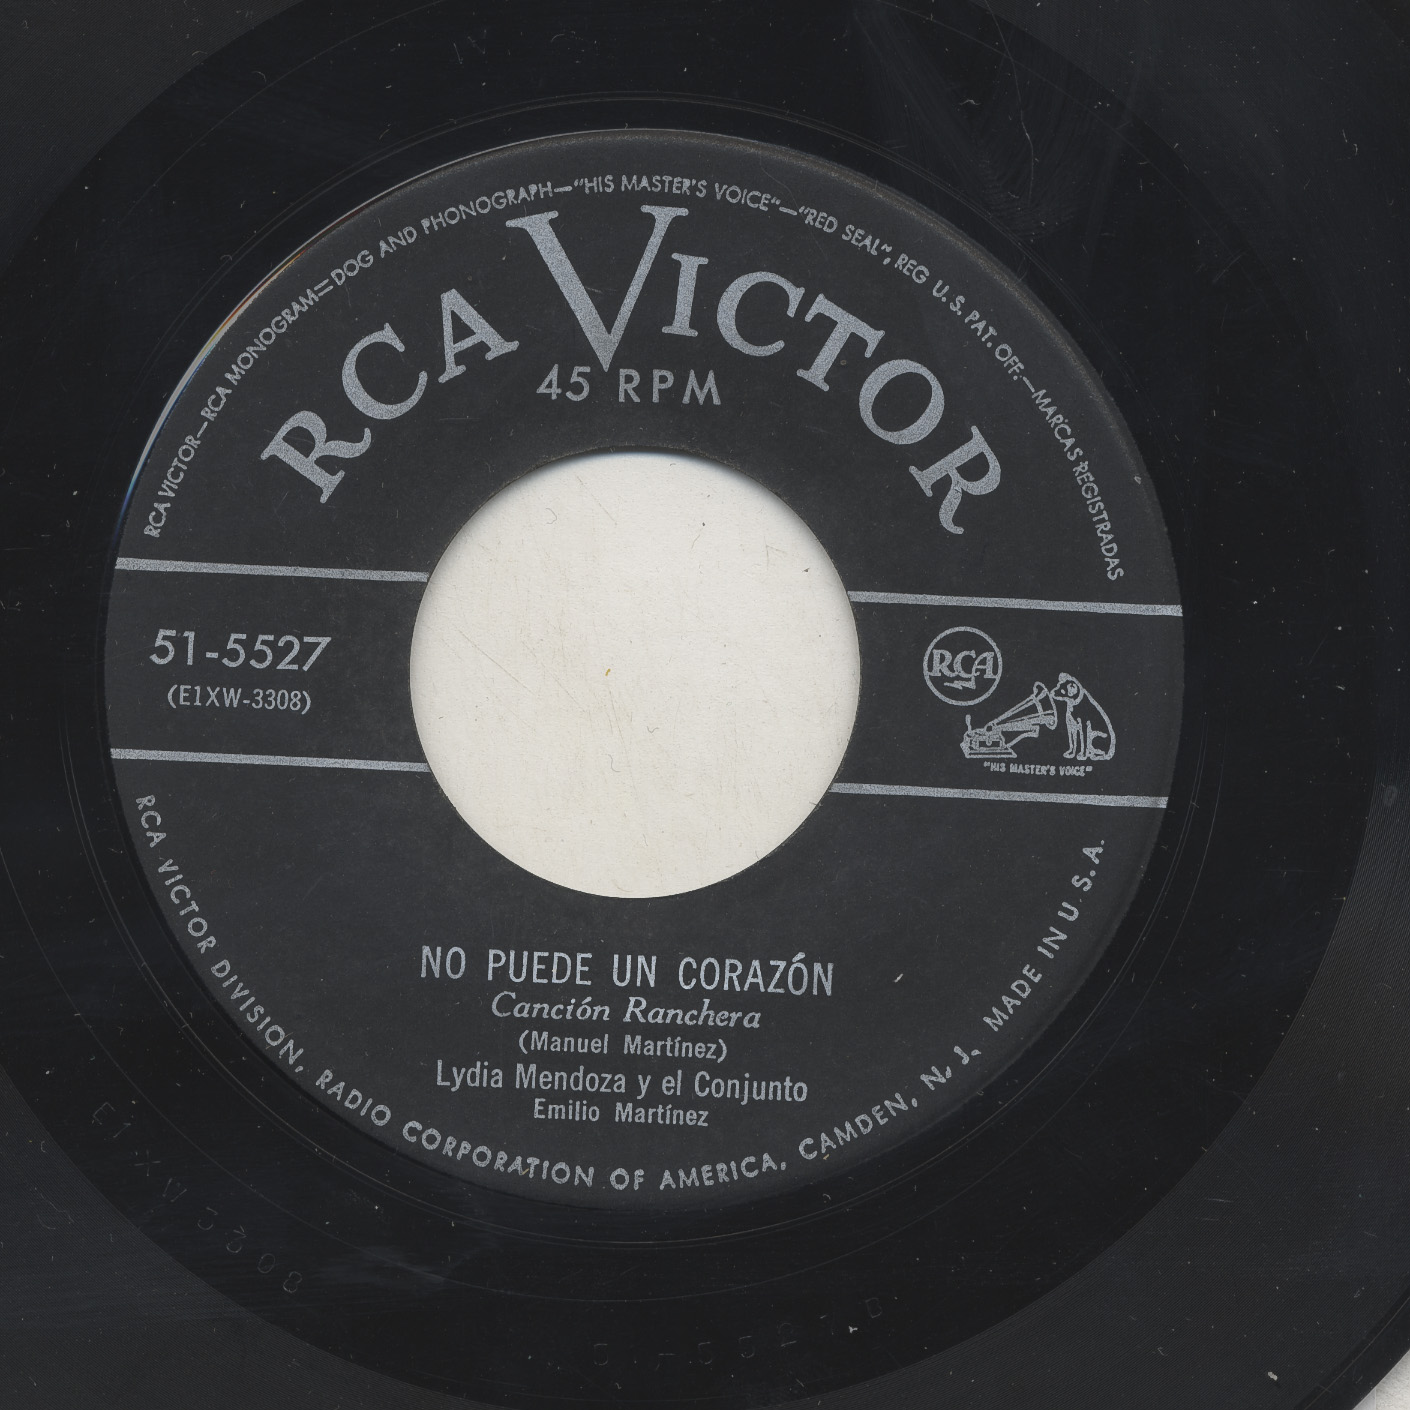 RCA VICTOR—RCA MONOGRAM—DOG AND PHONOGRAPH—"HIS MASTER'S VOICE"—"RED SEAL", REG U. S. PAT. OFF.—MARCAS REGISTRADAS
RCA VICTOR
45 RPM
51-5527
(E1XW-3308)
RCA
"HIS MASTER'S VOICE"
NO PUEDE UN CORAZÓN
Canción Ranchera
(Manuel Martínez)
Lydia Mendoza y el Conjunto
Emilio Martínez
RCA VICTOR DIVISION, RADIO CORPORATION OF AMERICA, CAMDEN, N. J. MADE IN U. S. A.